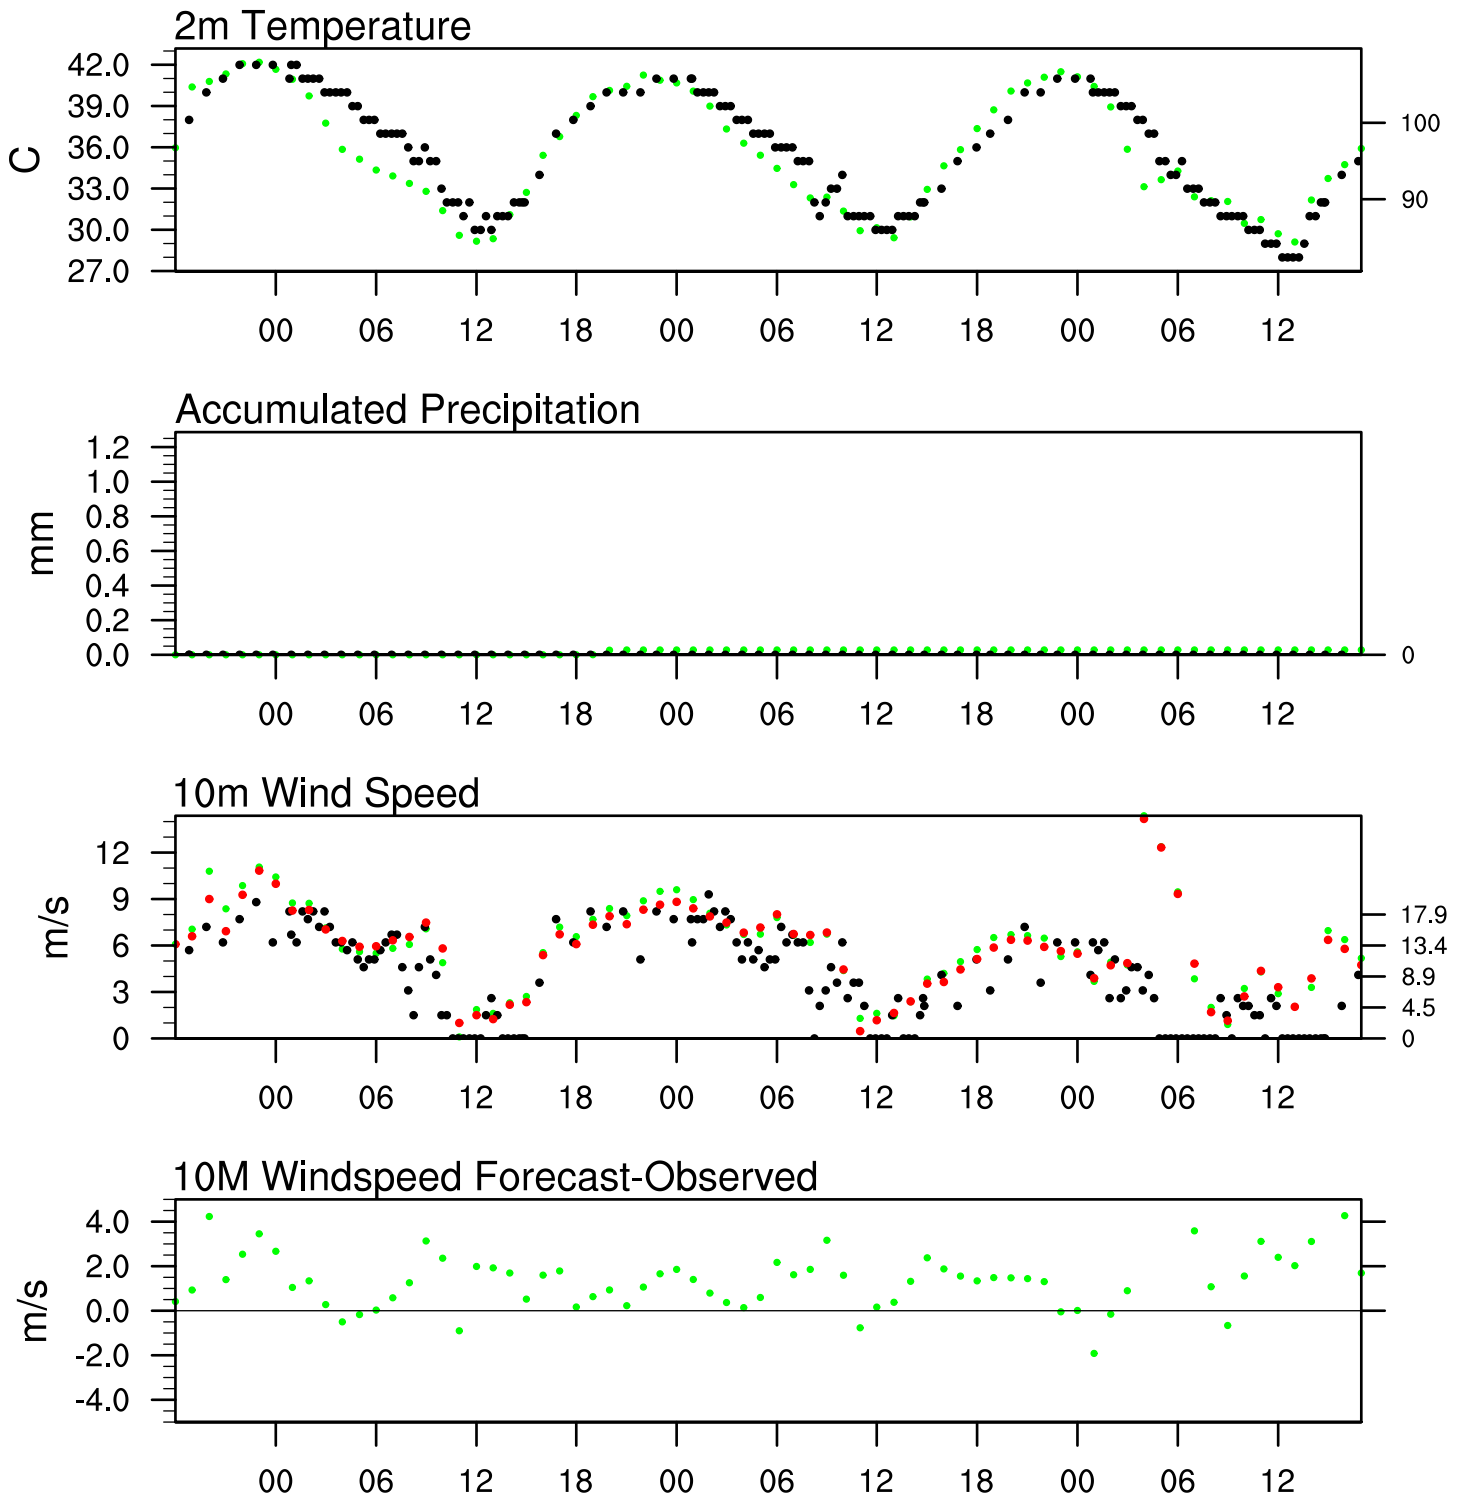 2m Temperature
42.0
39.0
36.0
33.0
30.0
27.0
C
100
90
00 06 12 18 00 06 12 18 00 06 12
Accumulated Precipitation
1.2
1.0
0.8
0.6
0.4
0.2
0.0
mm
0
00 06 12 18 00 06 12 18 00 06 12
10m Wind Speed
12
9
6
3
0
m/s
17.9
13.4
8.9
4.5
0
00 06 12 18 00 06 12 18 00 06 12
10M Windspeed Forecast-Observed
4.0
2.0
0.0
-2.0
-4.0
m/s
00 06 12 18 00 06 12 18 00 06 12